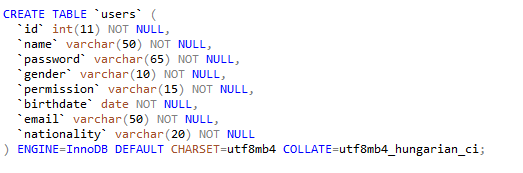 CREATE TABLE `users` (
  `id` int(11) NOT NULL,
  `name` varchar(50) NOT NULL,
  `password` varchar(65) NOT NULL,
  `gender` varchar(10) NOT NULL,
  `permission` varchar(15) NOT NULL,
  `birthdate` date NOT NULL,
  `email` varchar(50) NOT NULL,
  `nationality` varchar(20) NOT NULL
) ENGINE=InnoDB DEFAULT CHARSET=utf8mb4 COLLATE=utf8mb4_hungarian_ci;